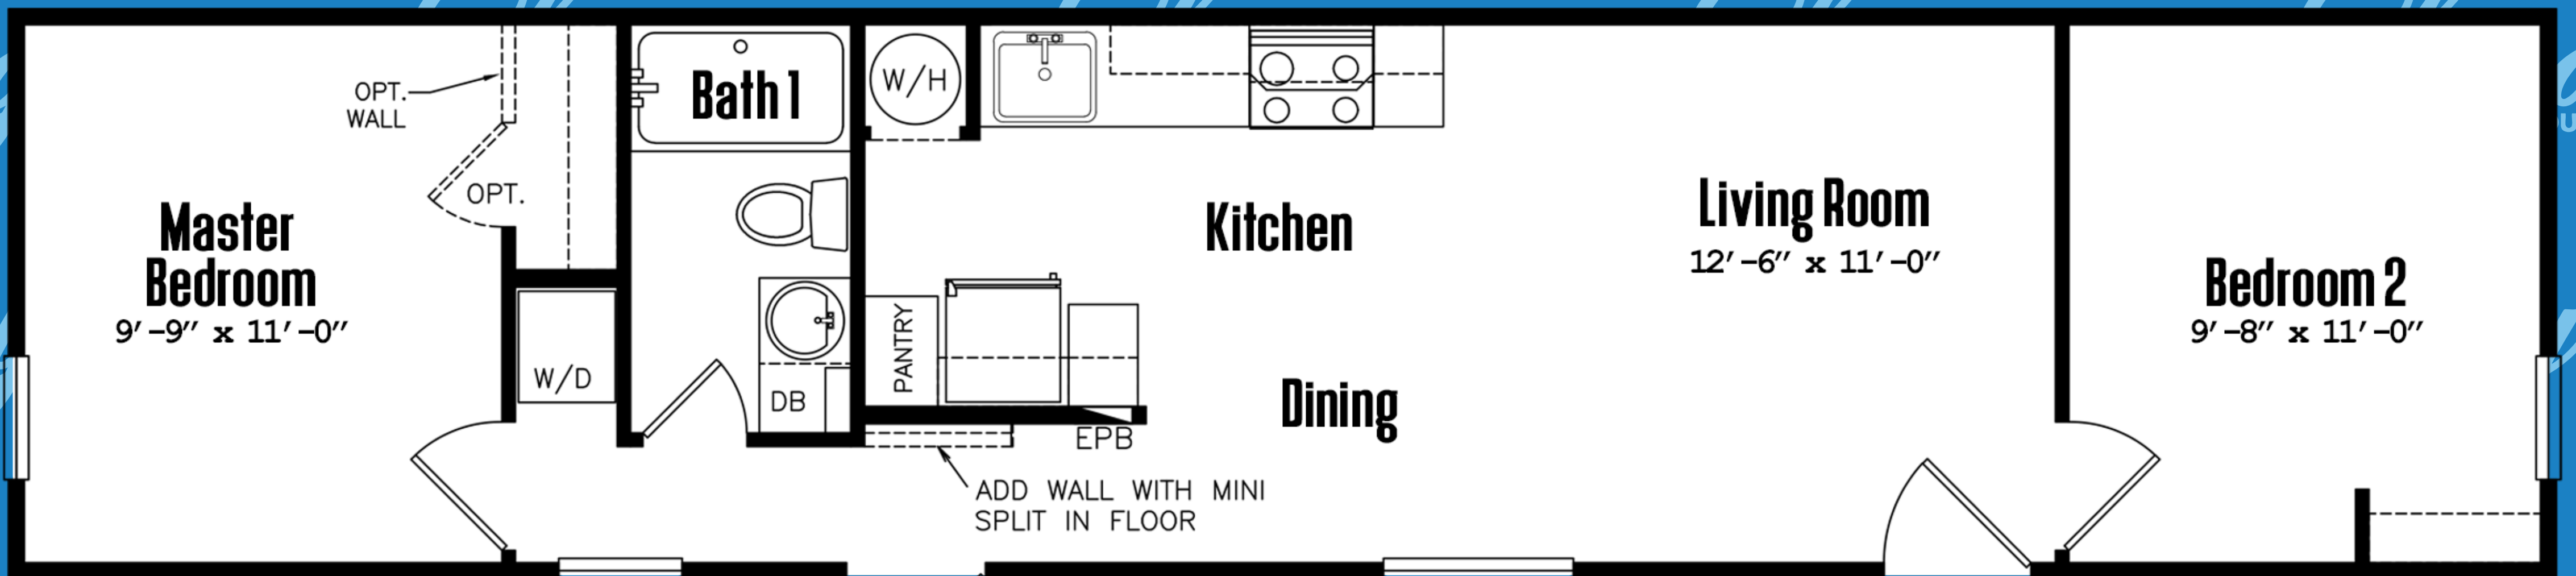 OPT.
WALL
OPT.
Master
Bedroom
9'-9" x 11'-0"
W/D
Bath 1
DB
W/H
PANTRY
Kitchen
Dining
EPB
ADD WALL WITH MINI
SPLIT IN FLOOR
Living Room
12'-6" x 11'-0"
Bedroom 2
9'-8" x 11'-0"